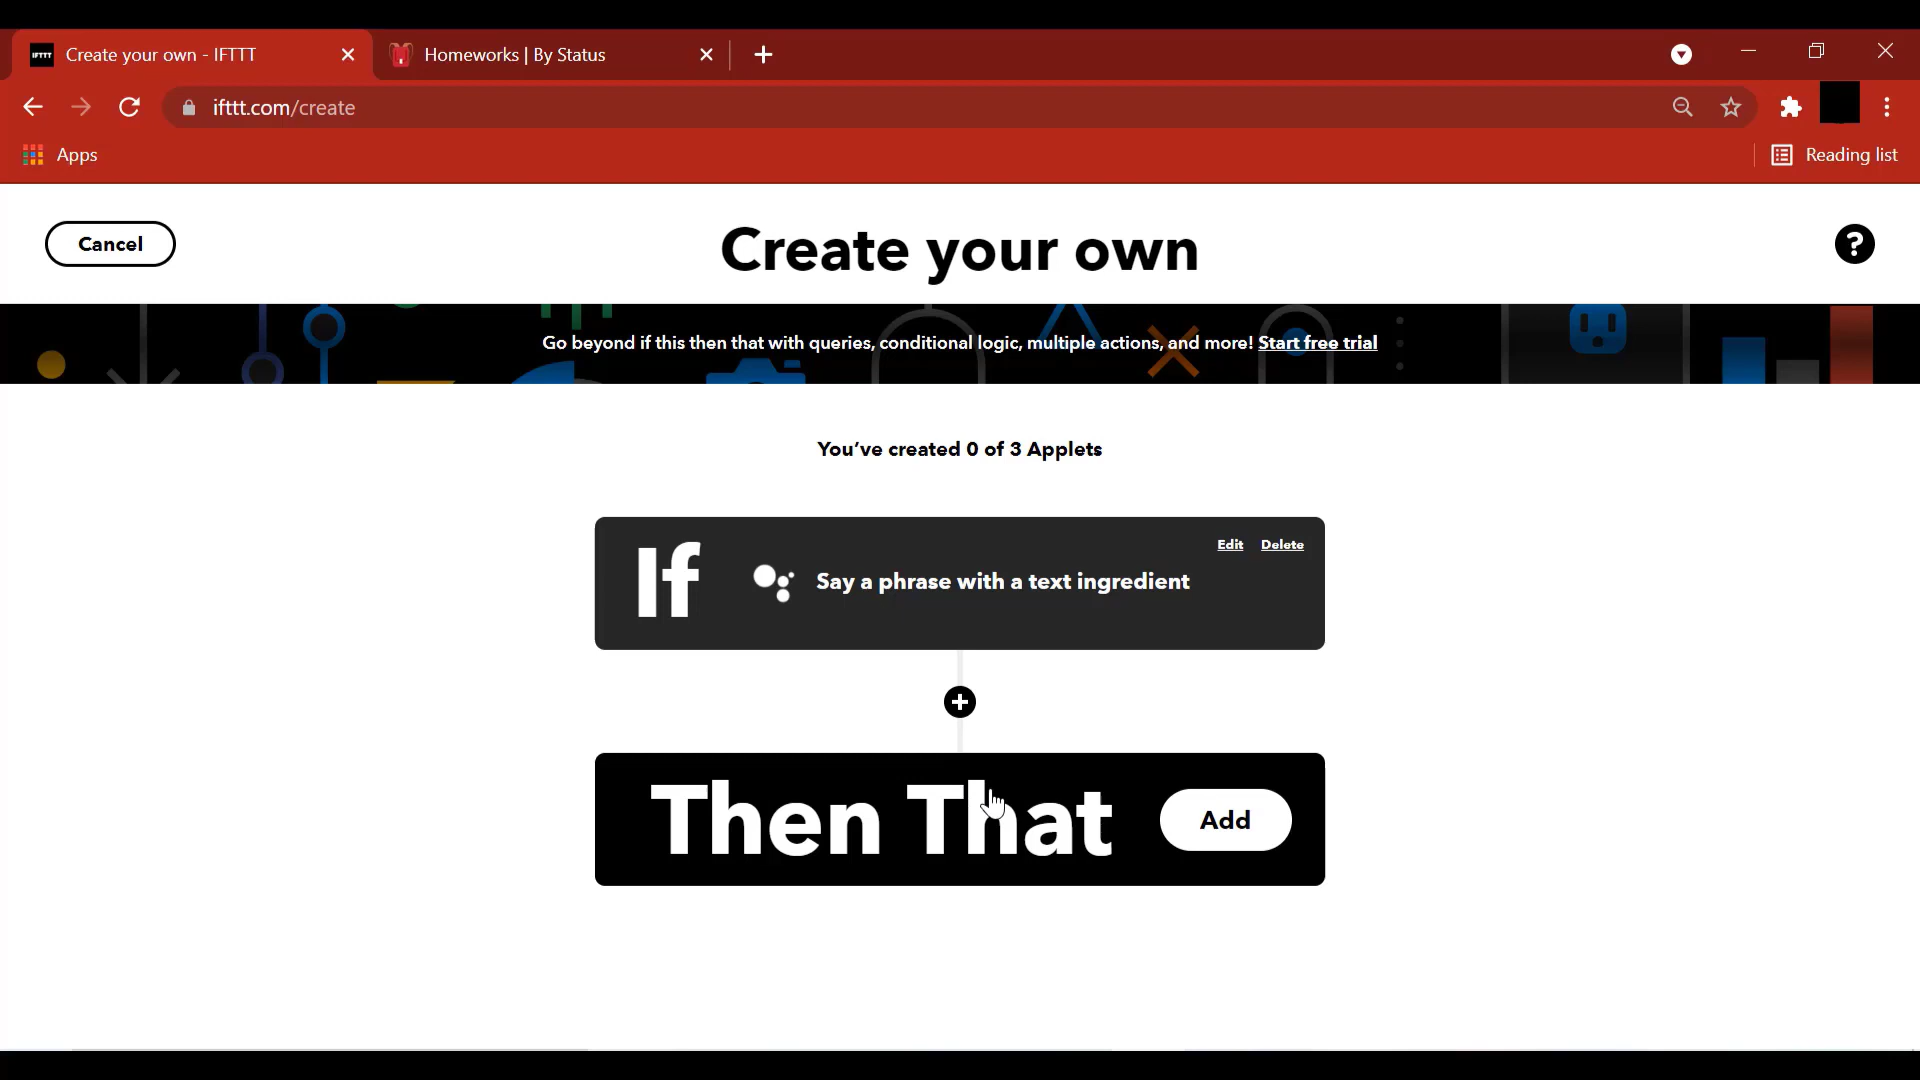 IFTTT Create your own - IFTTT
Homeworks | By Status
ifttt.com/create
Apps
Reading list
Cancel
Create your own
?
Go beyond if this then that with queries, conditional logic, multiple actions, and more! Start free trial
You've created 0 of 3 Applets
Edit Delete
If Say a phrase with a text ingredient
Then That Add